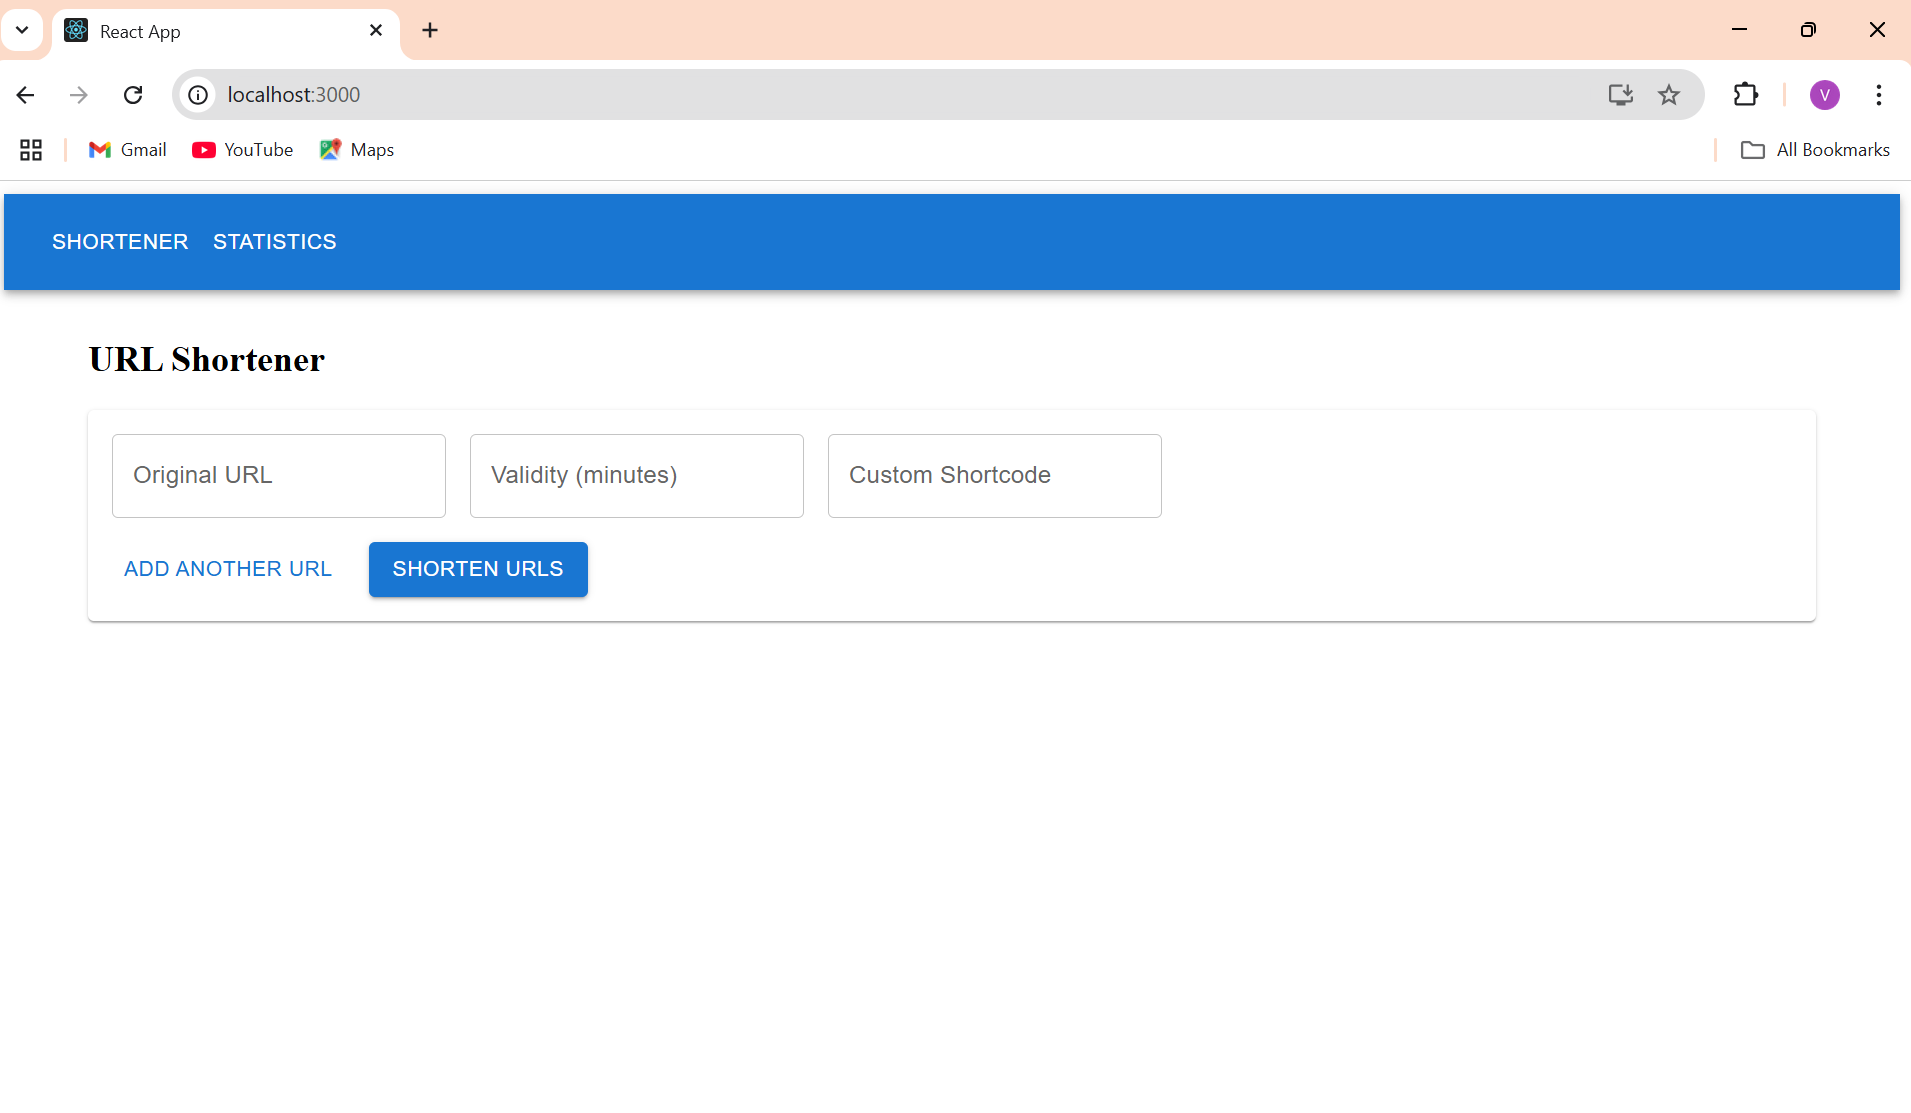 React App
localhost:3000
Gmail YouTube Maps All Bookmarks
V
SHORTENER STATISTICS
URL Shortener
Original URL Validity (minutes) Custom Shortcode
ADD ANOTHER URL SHORTEN URLS